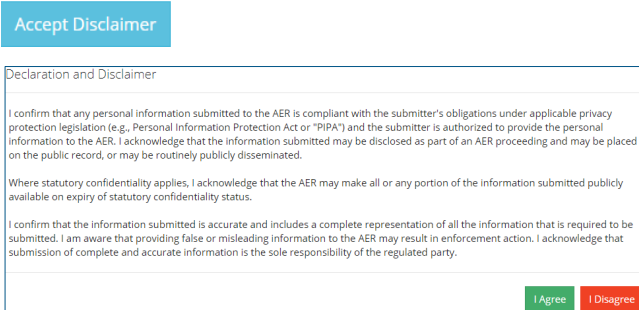 Accept Disclaimer
Declaration and Disclaimer
I confirm that any personal information submitted to the AER is compliant with the submitter's obligations under applicable privacy
protection legislation (e.g., Personal Information Protection Act or "PIPA") and the submitter is authorized to provide the personal
information to the AER. I acknowledge that the information submitted may be disclosed as part of an AER proceeding and may be placed
on the public record, or may be routinely publicly disseminated.
Where statutory confidentiality applies, I acknowledge that the AER may make all or any portion of the information submitted publicly
available on expiry of statutory confidentiality status.
I confirm that the information submitted is accurate and includes a complete representation of all the information that is required to be
submitted. I am aware that providing false or misleading information to the AER may result in enforcement action. I acknowledge that
submission of complete and accurate information is the sole responsibility of the regulated party.
I Agree I Disagree